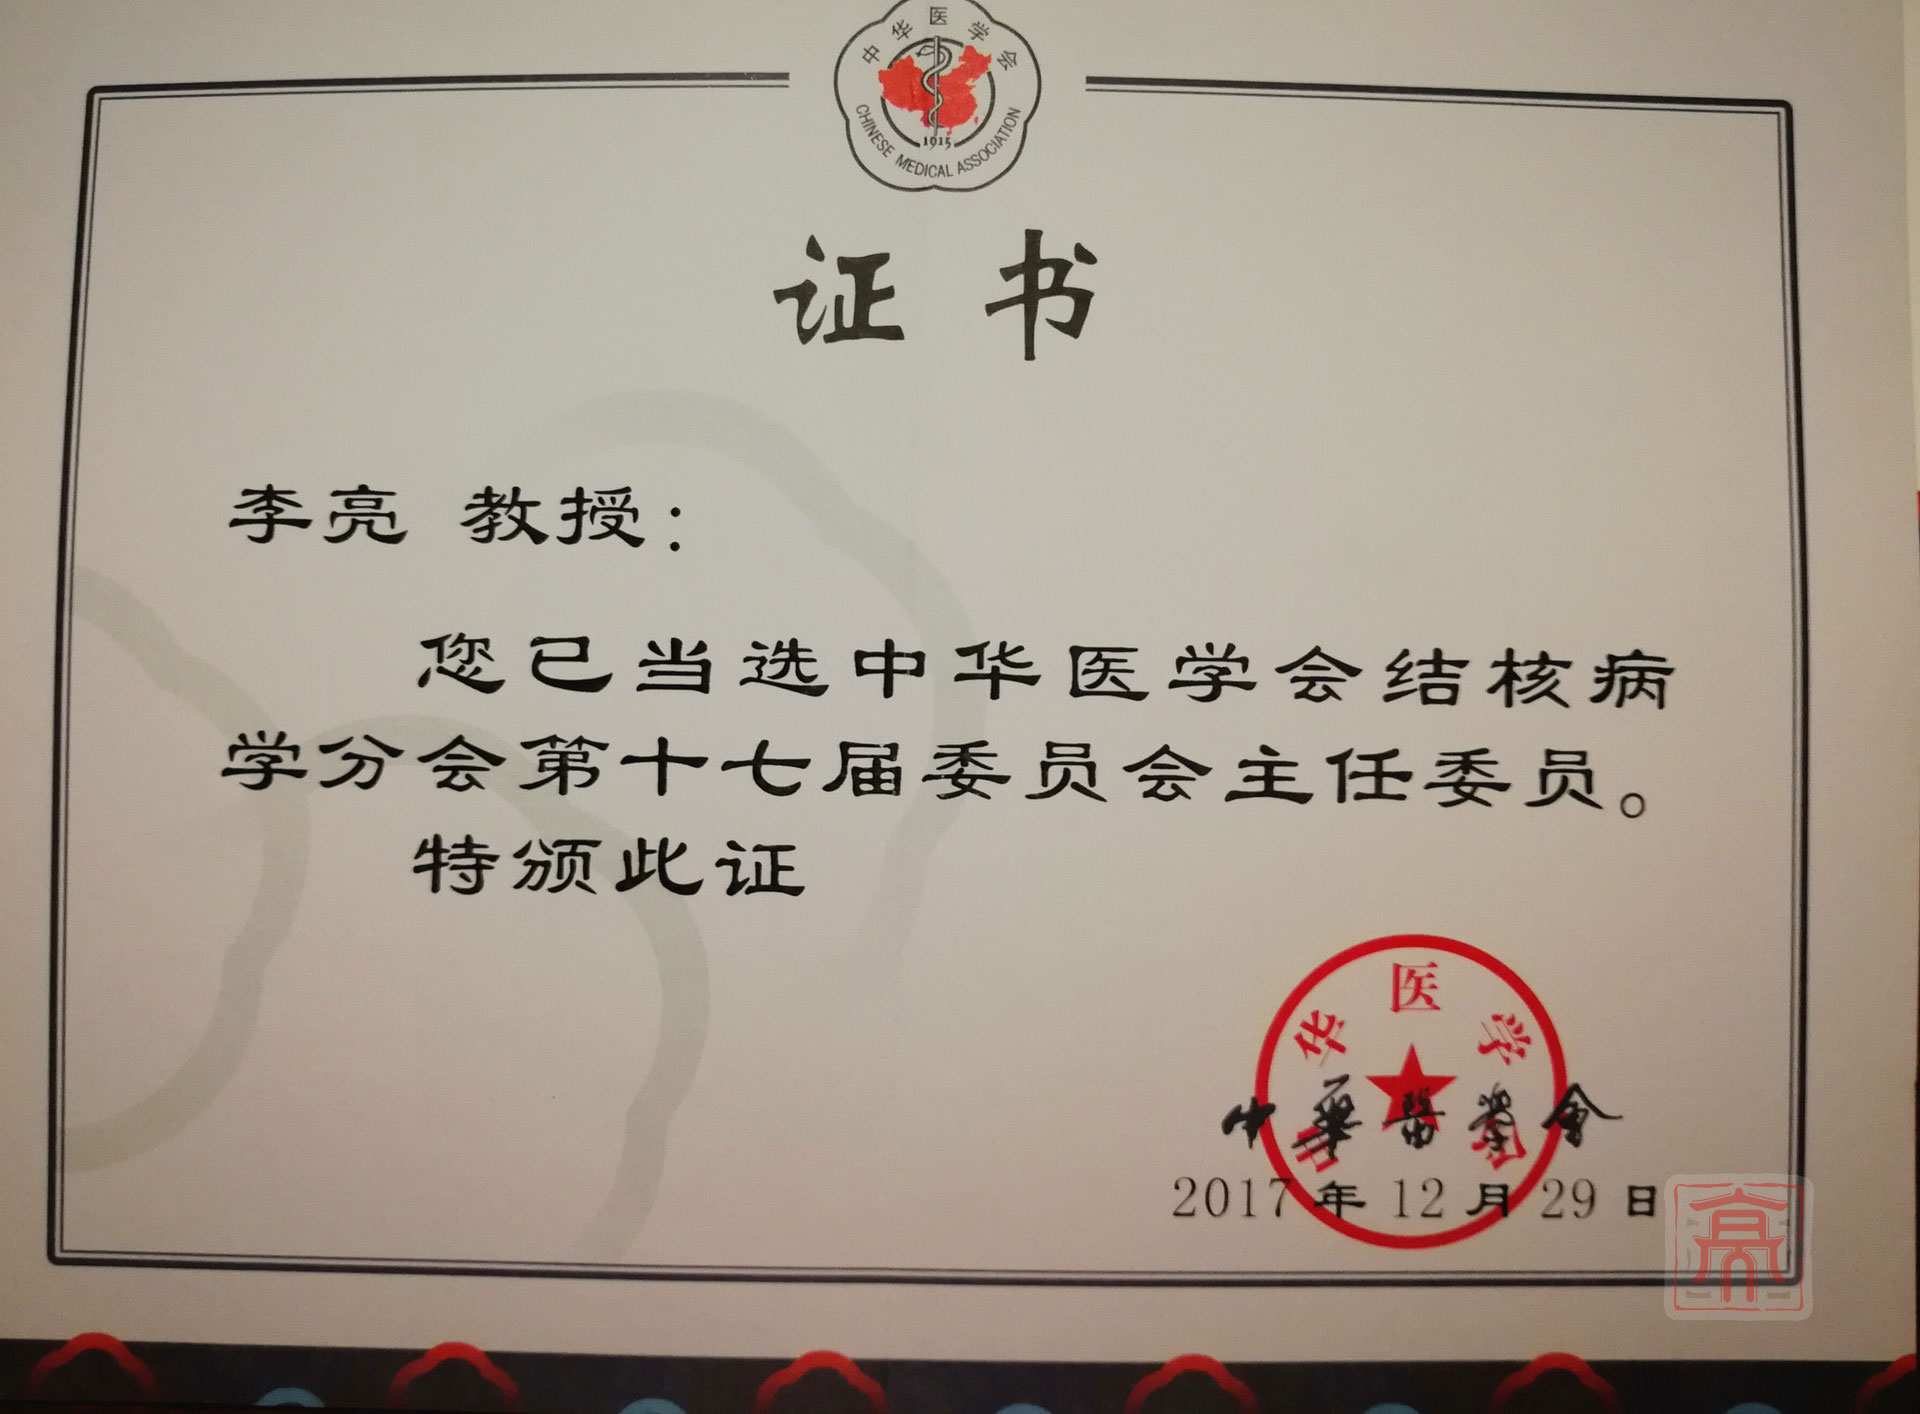 中华医学会
1915
CHINESE MEDICAL ASSOCIATION
证书
李亮 教授：
您已当选中华医学会结核病
学分会第十七届委员会主任委员。
特颁此证
中华医学会
中華醫學會
2017年12月29日
亮